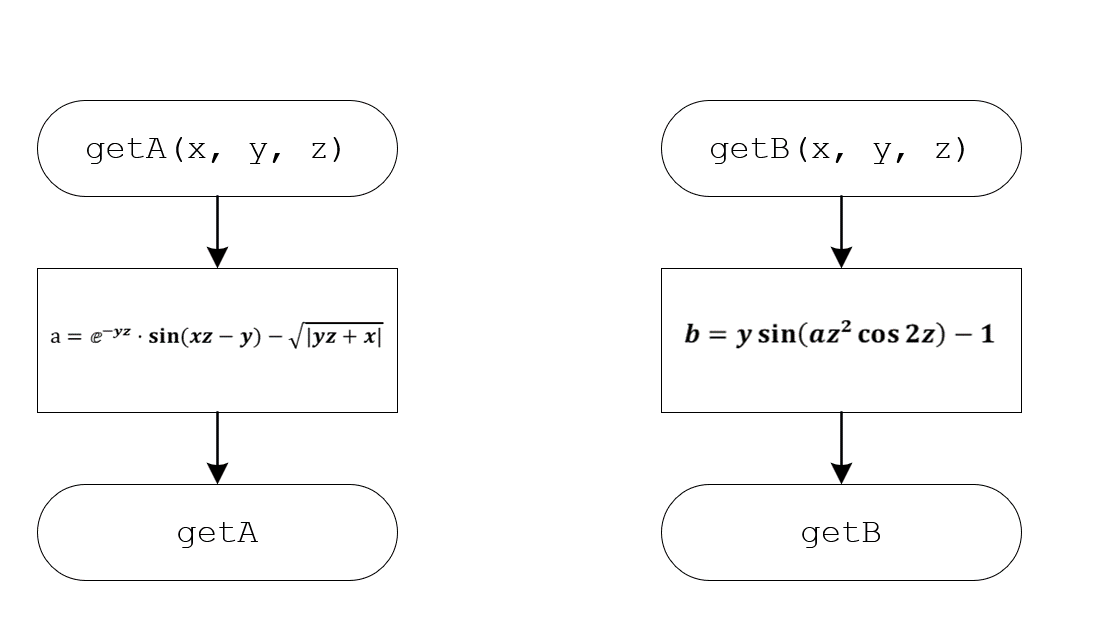 getA(x, y, z)
a = e⁻ʸᶻ · sin(xz − y) − √|yz + x|
getA
getB(x, y, z)
b = y sin(az² cos 2z) − 1
getB